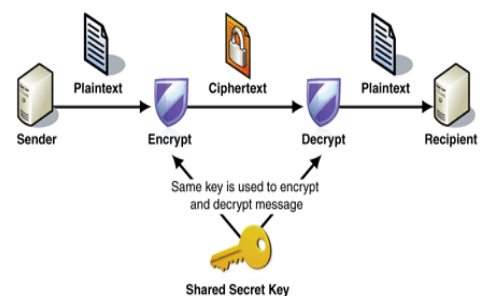 Plaintext
Ciphertext
Plaintext
Sender
Encrypt
Decrypt
Recipient
Same key is used to encrypt
and decrypt message
Shared Secret Key